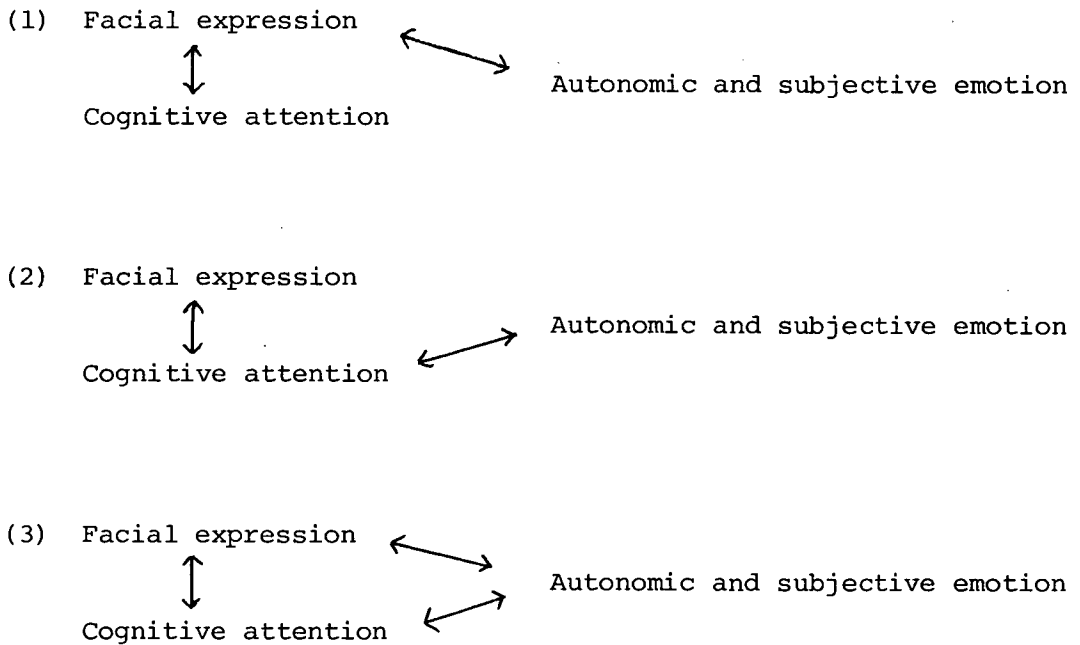 (1) Facial expression
Autonomic and subjective emotion
Cognitive attention
(2) Facial expression
Autonomic and subjective emotion
Cognitive attention
(3) Facial expression
Autonomic and subjective emotion
Cognitive attention